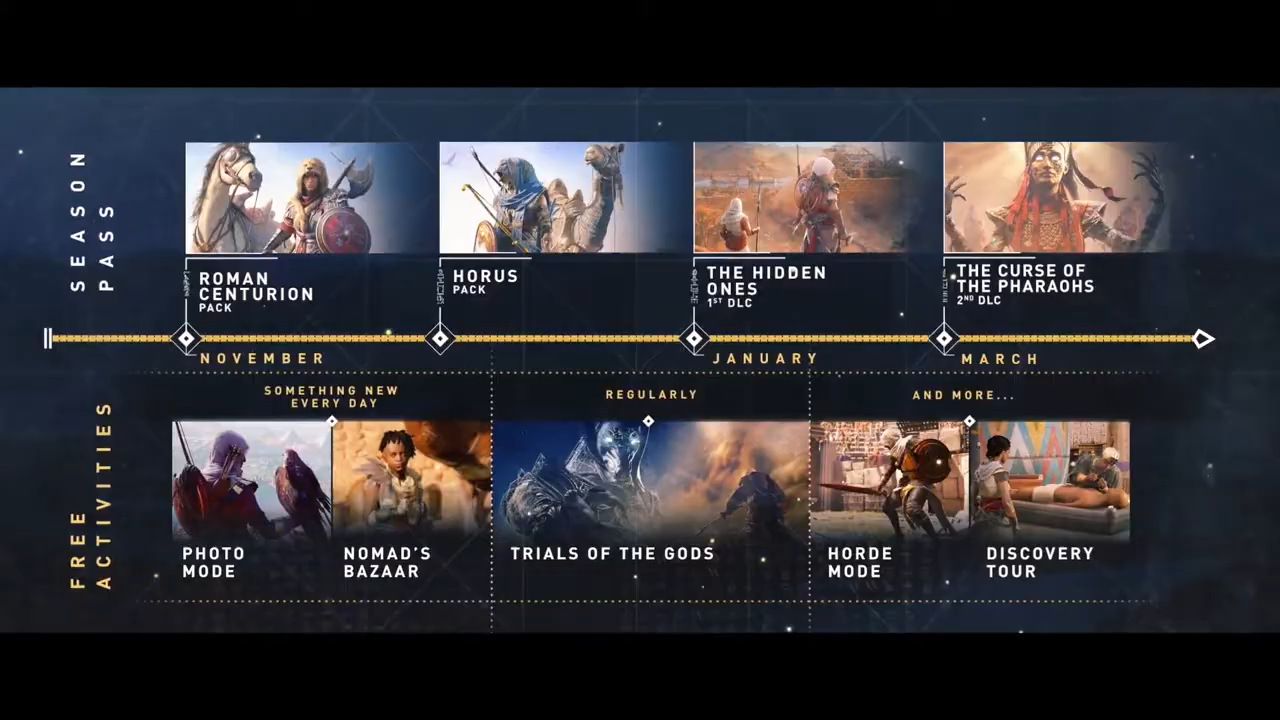 SEASON
PASS
ROMAN
CENTURION
PACK
HORUS
PACK
THE HIDDEN
ONES
1ST DLC
THE CURSE OF
THE PHARAOHS
2ND DLC
NOVEMBER
JANUARY
MARCH
FREE
ACTIVITIES
SOMETHING NEW
EVERY DAY
REGULARLY
AND MORE...
PHOTO
MODE
NOMAD'S
BAZAAR
TRIALS OF THE GODS
HORDE
MODE
DISCOVERY
TOUR